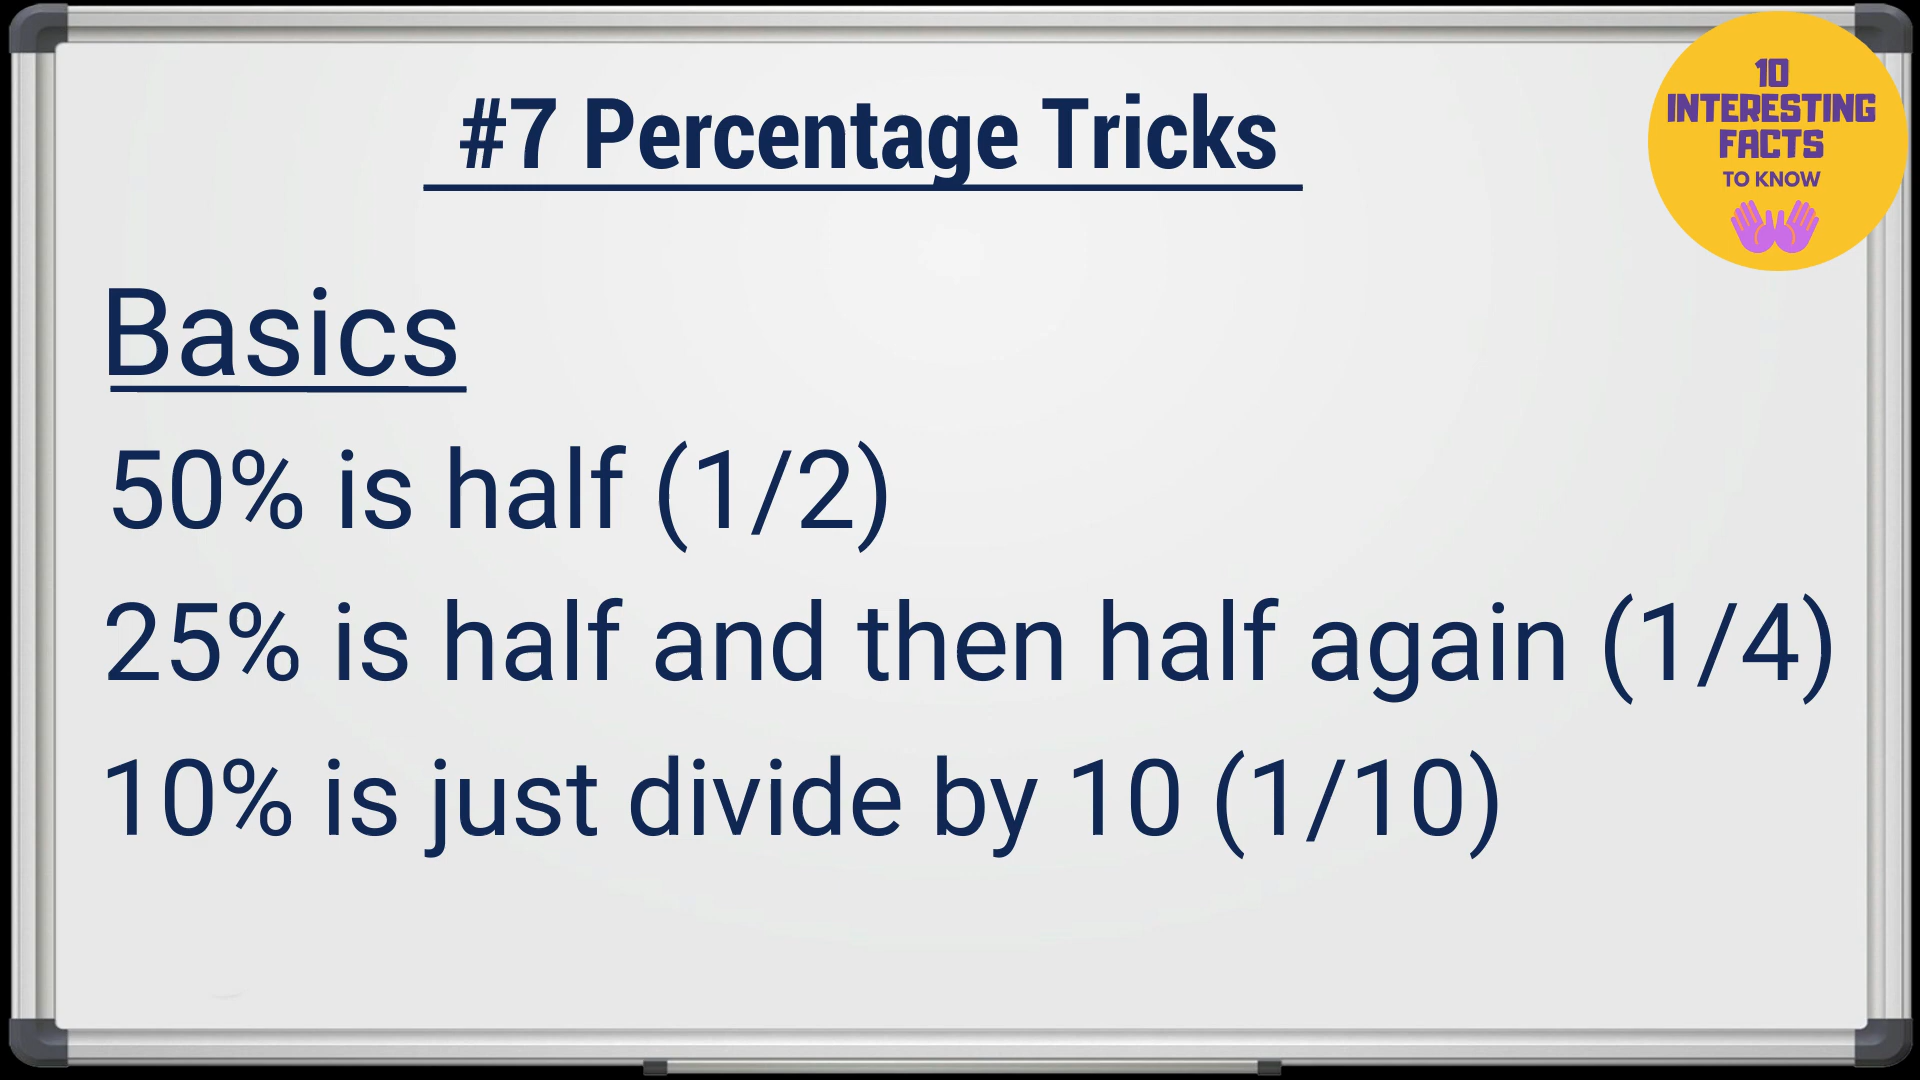 #7 Percentage Tricks
10
INTERESTING
FACTS
TO KNOW
Basics
50% is half (1/2)
25% is half and then half again (1/4)
10% is just divide by 10 (1/10)